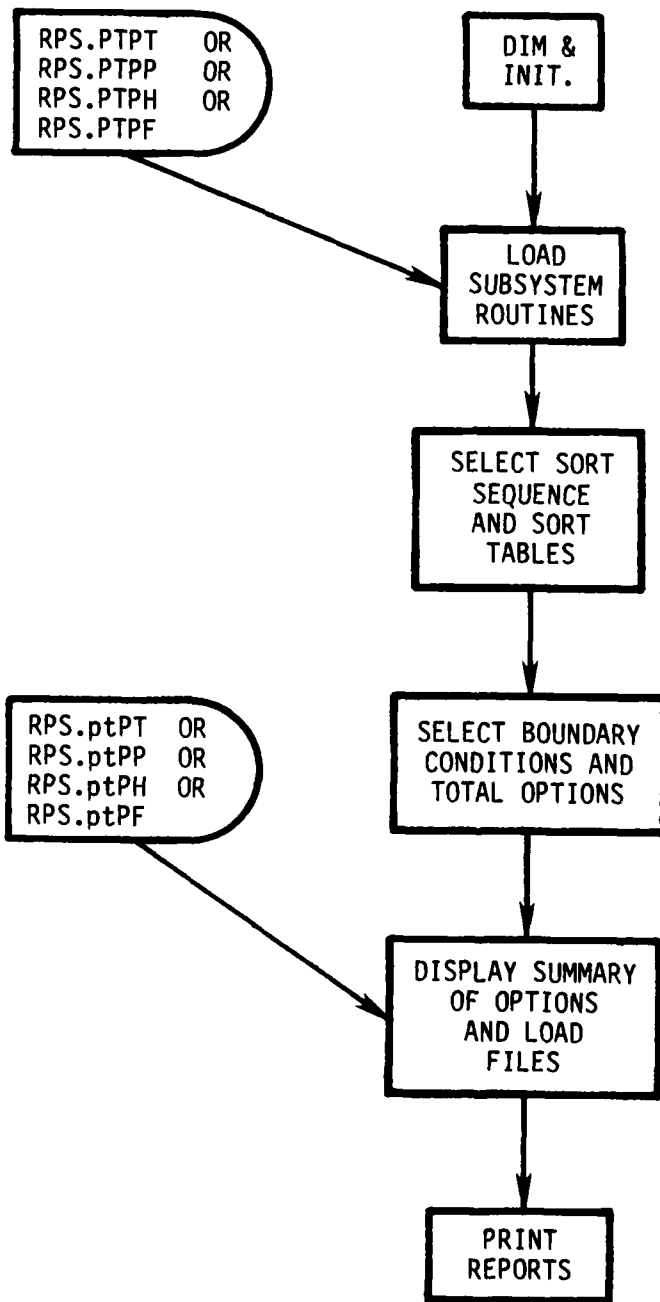 RPS.PTPT OR
RPS.PTPP OR
RPS.PTPH OR
RPS.PTPF
DIM &
INIT.
LOAD
SUBSYSTEM
ROUTINES
SELECT SORT
SEQUENCE
AND SORT
TABLES
RPS.ptPT OR
RPS.ptPP OR
RPS.ptPH OR
RPS.ptPF
SELECT BOUNDARY
CONDITIONS AND
TOTAL OPTIONS
DISPLAY SUMMARY
OF OPTIONS
AND LOAD
FILES
PRINT
REPORTS